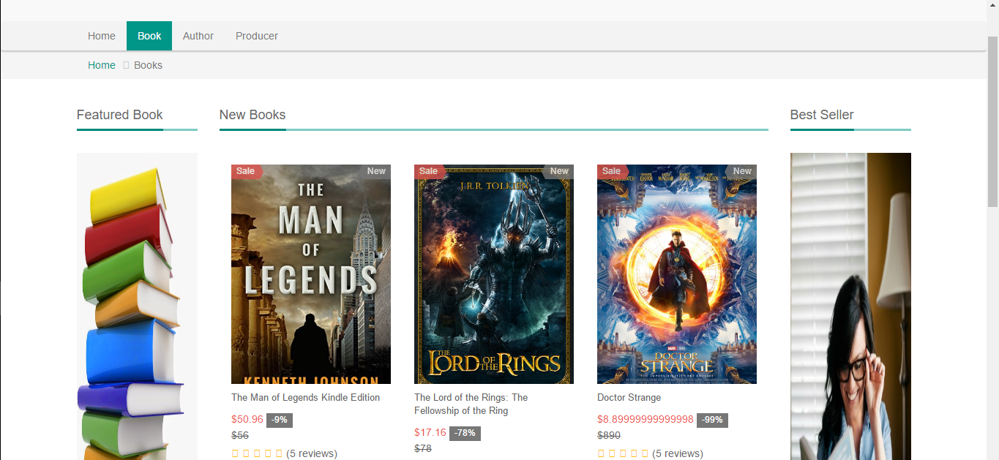 Home Book Author Producer
Home Books
Featured Book
New Books
Best Seller
Sale New
THE
MAN
OF
LEGENDS
KENNETH JOHNSON
The Man of Legends Kindle Edition
$50.96 -9%
$56
(5 reviews)
Sale New
J.R.R. TOLKIEN
THE
LORD OF THE RINGS
The Lord of the Rings: The
Fellowship of the Ring
$17.16 -78%
$78
Sale New
MARVEL
DOCTOR
STRANGE
Doctor Strange
$8.89999999999998 -99%
$890
(5 reviews)